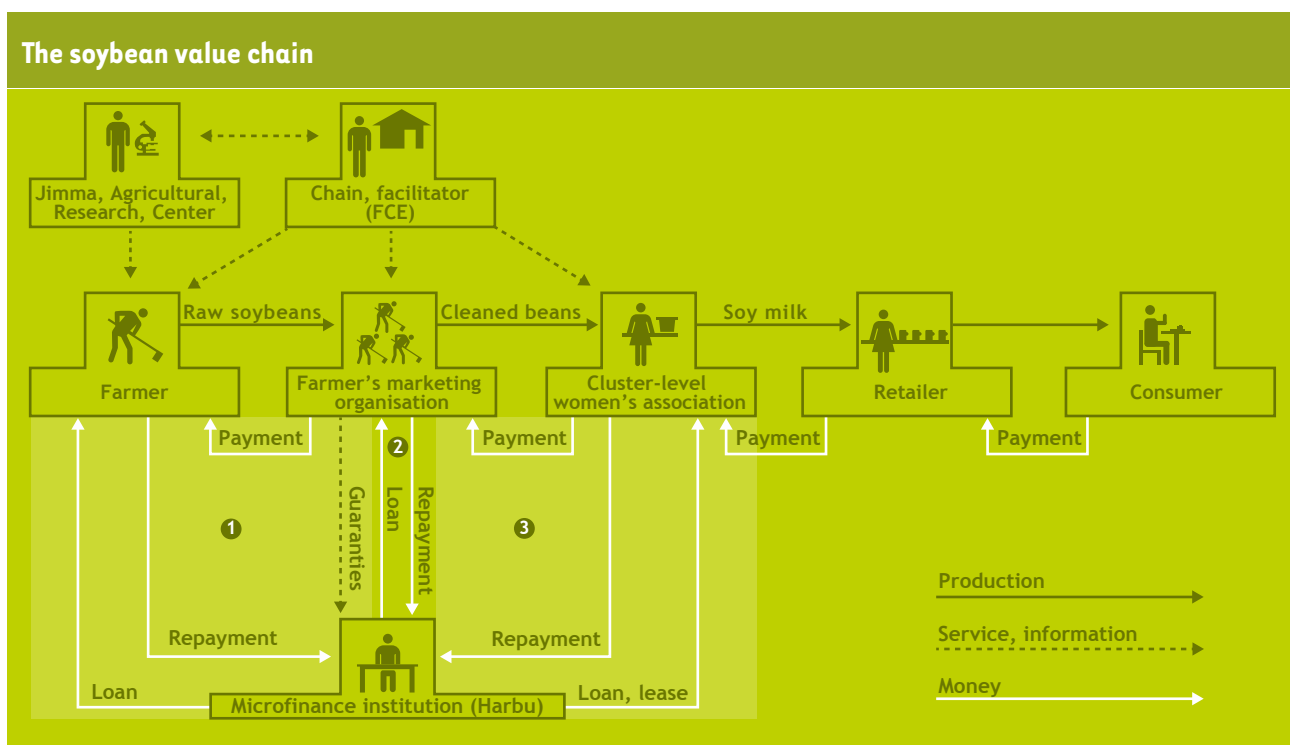 The soybean value chain
Jimma, Agricultural,
Research, Center
Chain, facilitator
(FCE)
Raw soybeans
Cleaned beans
Soy milk
Farmer
Farmer's marketing
organisation
Cluster-level
women's association
Retailer
Consumer
Payment
Payment
Payment
Payment
1
2
3
Guaranties
Loan
Repayment
Repayment
Repayment
Loan
Loan, lease
Microfinance institution (Harbu)
Production
Service, information
Money